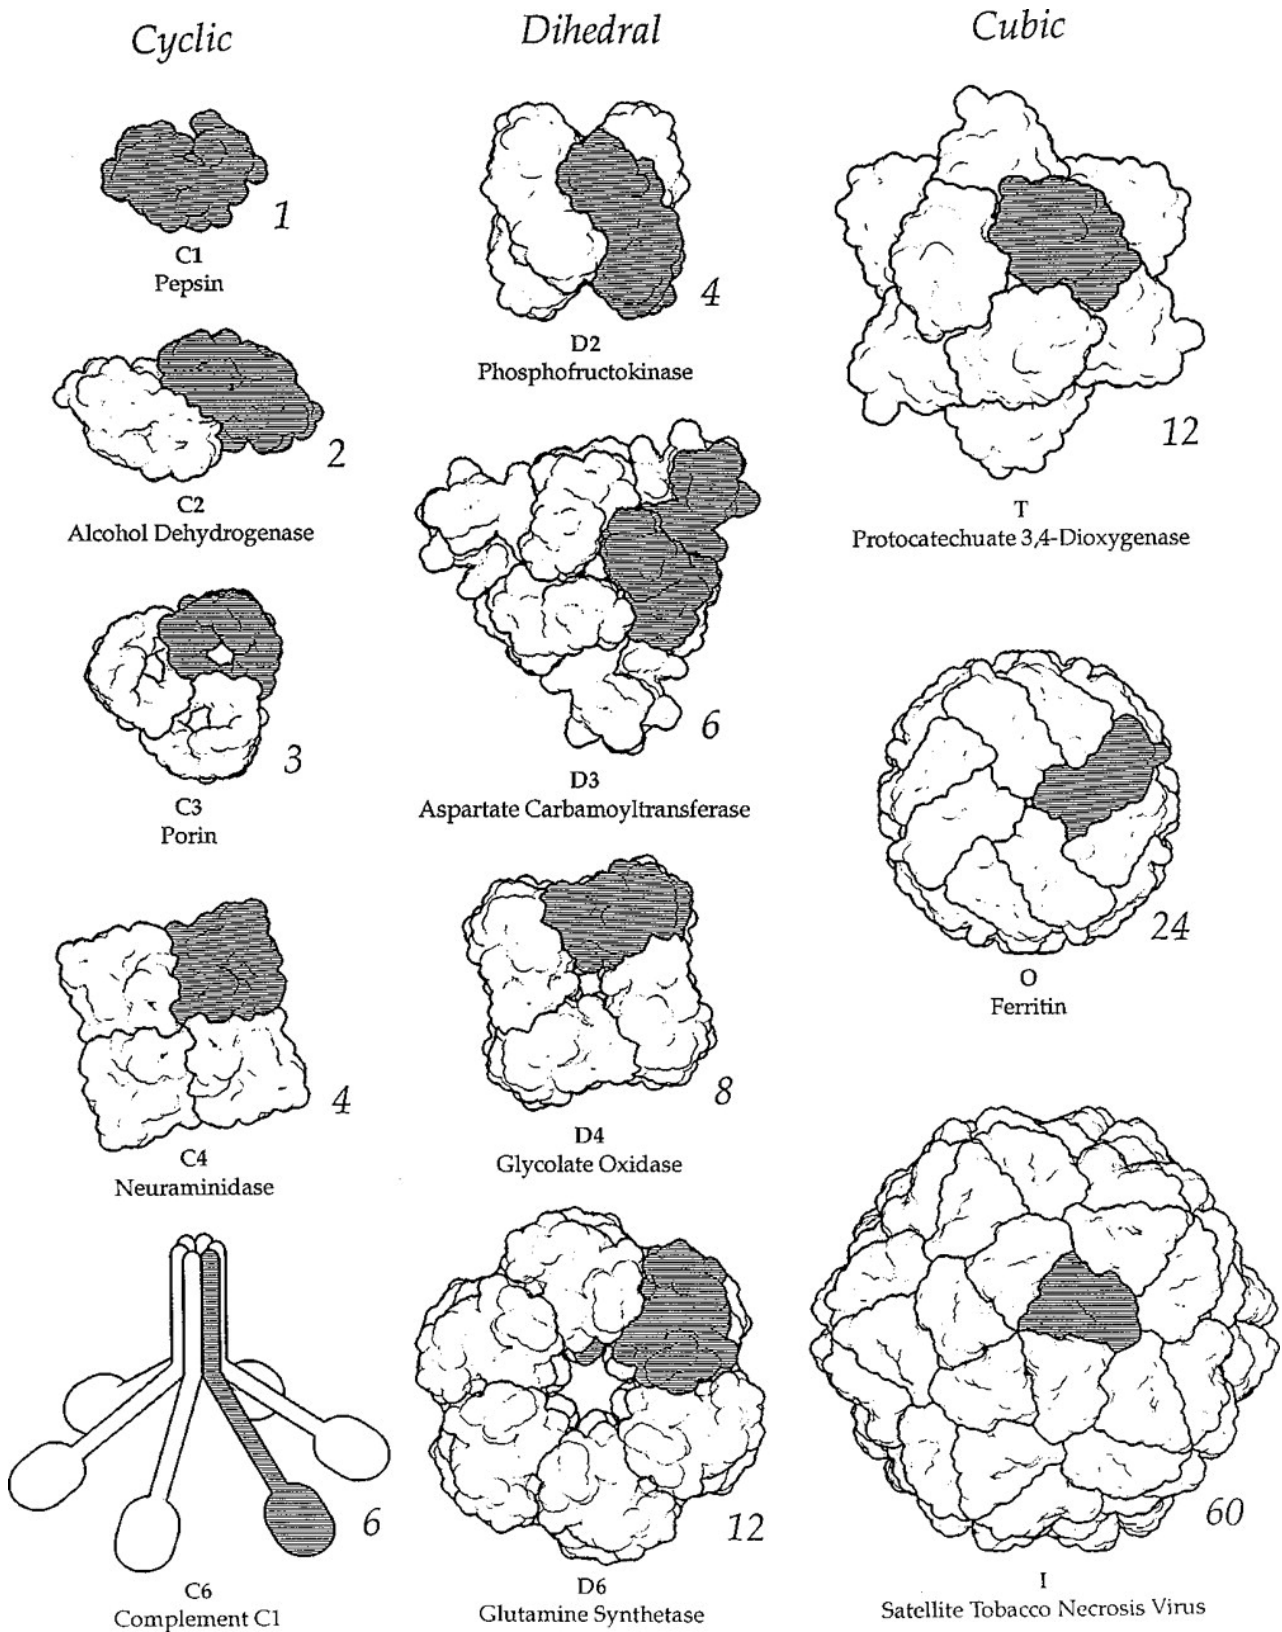 Cyclic
1
C1
Pepsin
2
C2
Alcohol Dehydrogenase
3
C3
Porin
4
C4
Neuraminidase
6
C6
Complement C1
Dihedral
4
D2
Phosphofructokinase
6
D3
Aspartate Carbamoyltransferase
8
D4
Glycolate Oxidase
12
D6
Glutamine Synthetase
Cubic
12
T
Protocatechuate 3,4-Dioxygenase
24
O
Ferritin
60
I
Satellite Tobacco Necrosis Virus